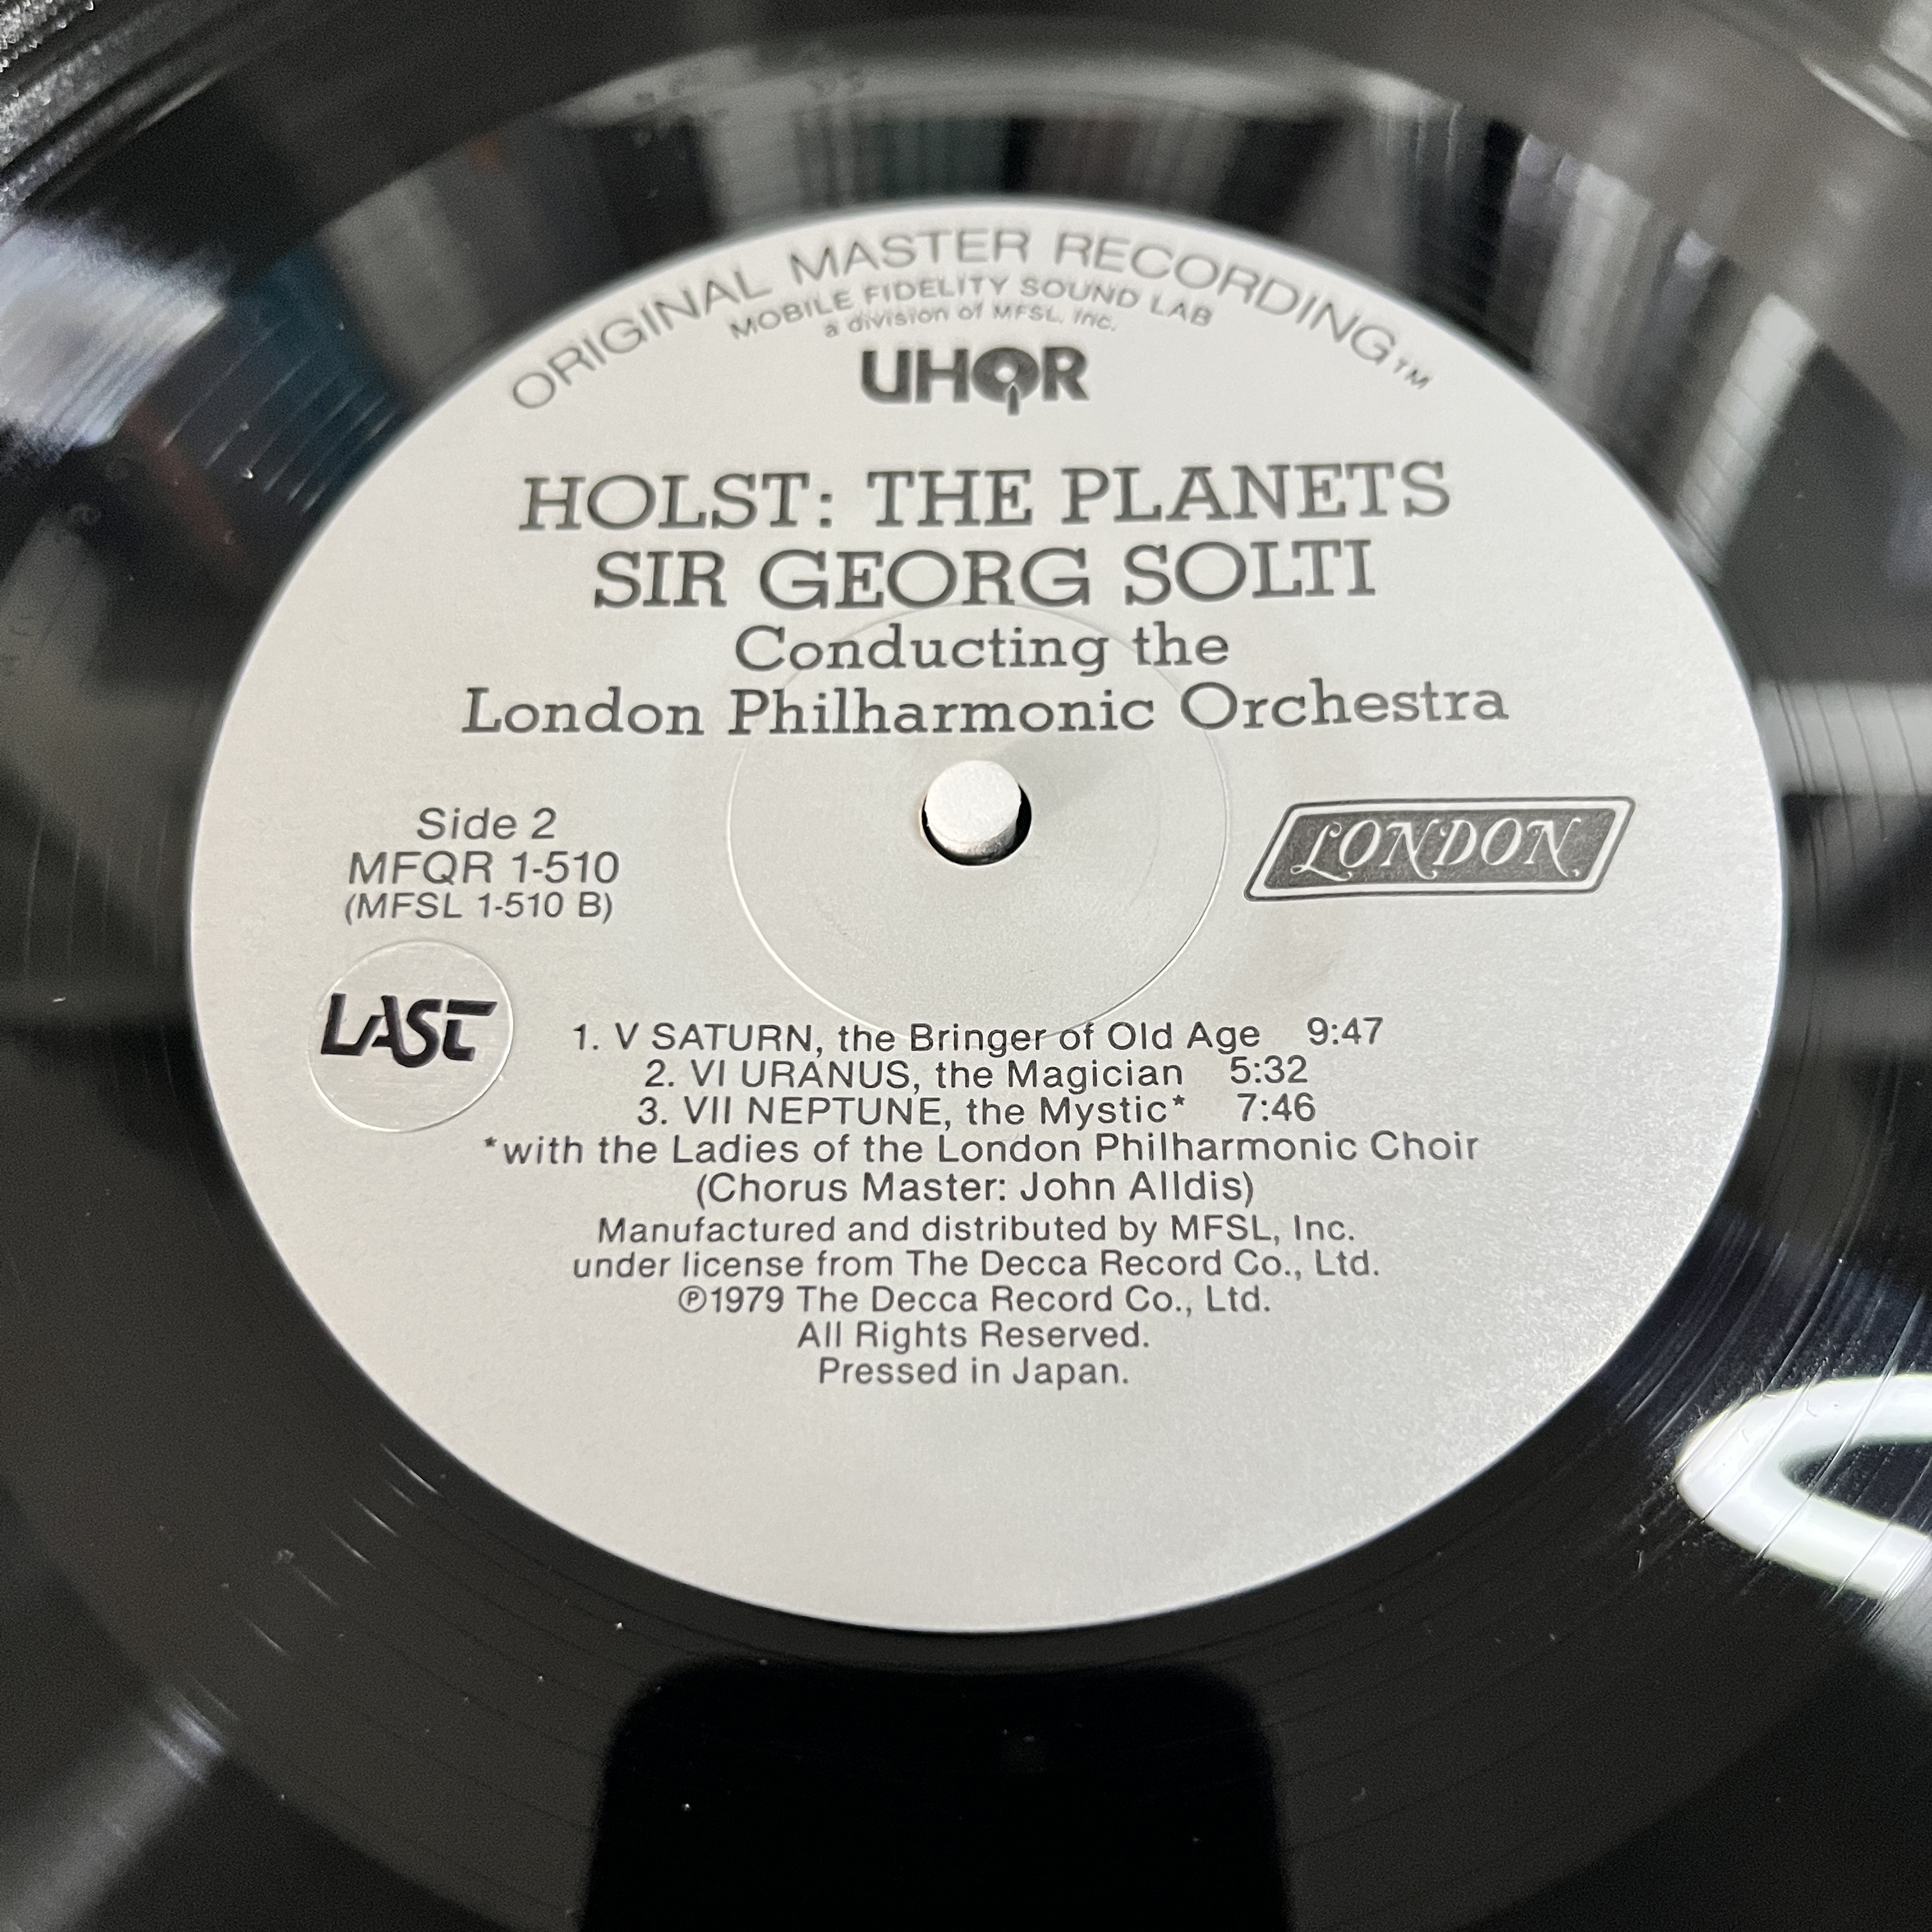 ORIGINAL MASTER RECORDING™
MOBILE FIDELITY SOUND LAB
a division of MFSL, Inc.
UHQR
HOLST: THE PLANETS
SIR GEORG SOLTI
Conducting the
London Philharmonic Orchestra
Side 2
MFQR 1-510
(MFSL 1-510 B)
LONDON
LAST
1. V SATURN, the Bringer of Old Age 9:47
2. VI URANUS, the Magician 5:32
3. VII NEPTUNE, the Mystic* 7:46
*with the Ladies of the London Philharmonic Choir
(Chorus Master: John Alldis)
Manufactured and distributed by MFSL, Inc.
under license from The Decca Record Co., Ltd.
℗1979 The Decca Record Co., Ltd.
All Rights Reserved.
Pressed in Japan.